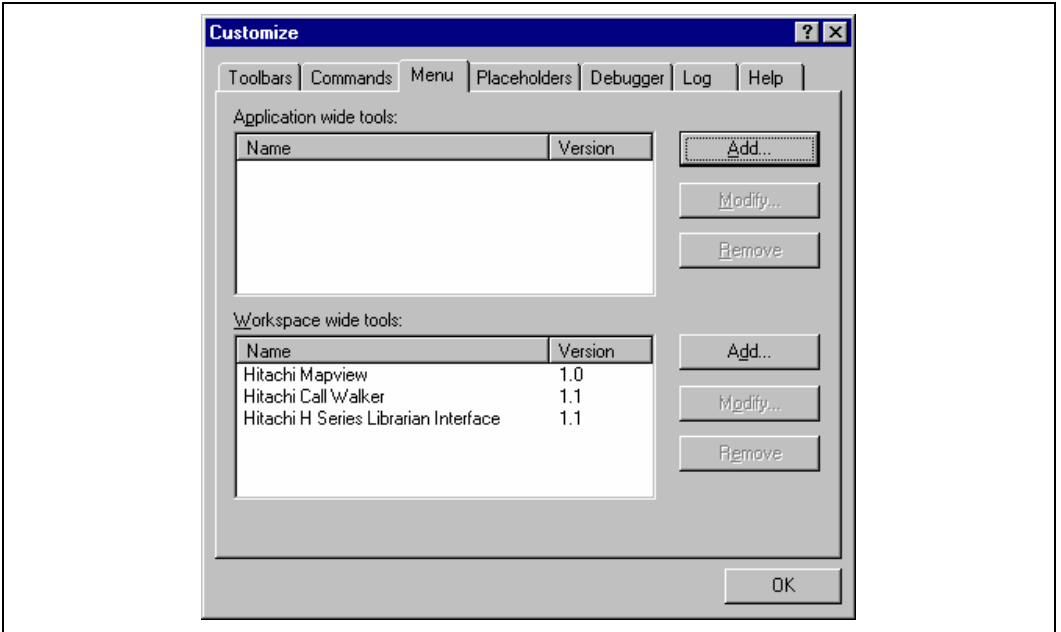 Customize
Toolbars Commands Menu Placeholders Debugger Log Help
Application wide tools:
Name Version Add...
Modify...
Remove
Workspace wide tools:
Name Version Add...
Hitachi Mapview 1.0
Hitachi Call Walker 1.1 Modify...
Hitachi H Series Librarian Interface 1.1
Remove
OK